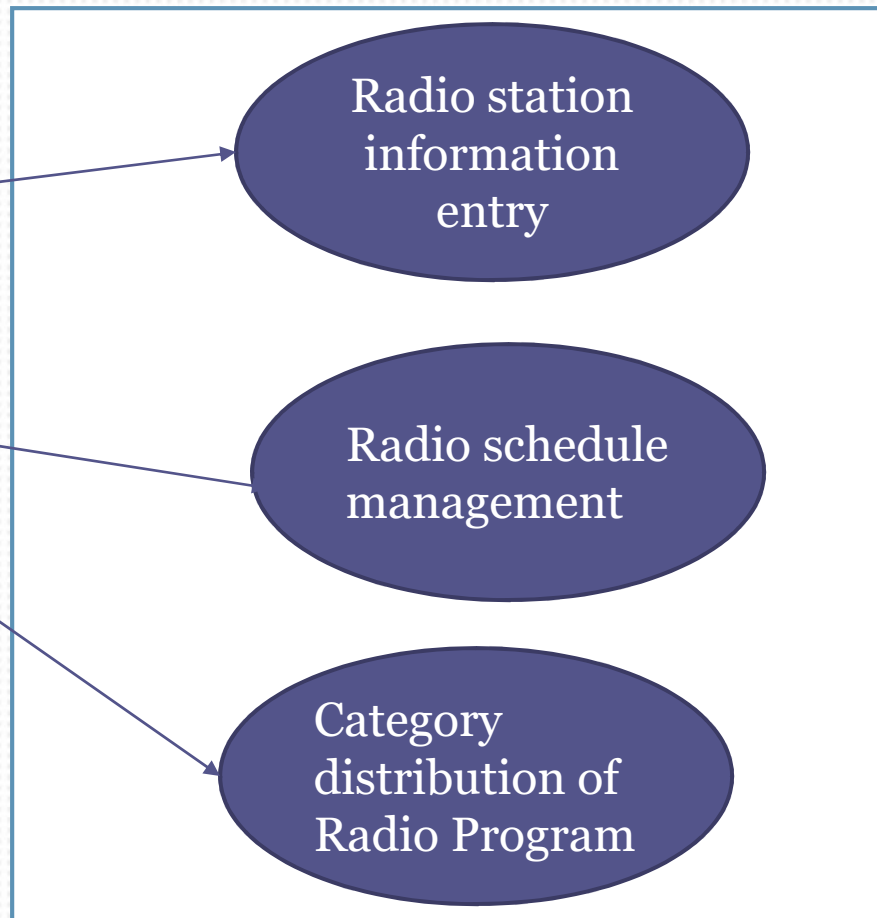 Radio station
information
entry
Radio schedule
management
Category
distribution of
Radio Program